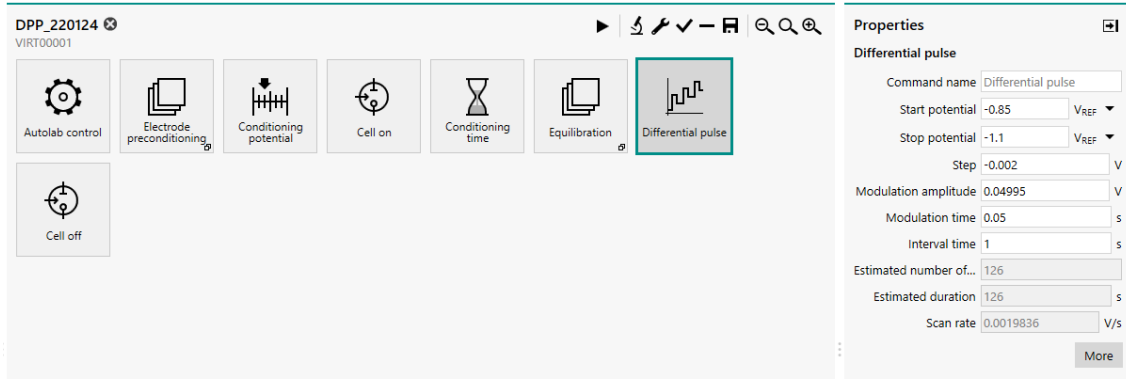 DPP_220124
VIRT00001
Autolab control
Electrode
preconditioning
Conditioning
potential
Cell on
Conditioning
time
Equilibration
Differential pulse
Cell off
Properties
Differential pulse
Command name Differential pulse
Start potential -0.85 VREF
Stop potential -1.1 VREF
Step -0.002 V
Modulation amplitude 0.04995 V
Modulation time 0.05 s
Interval time 1 s
Estimated number of... 126
Estimated duration 126 s
Scan rate 0.0019836 V/s
More